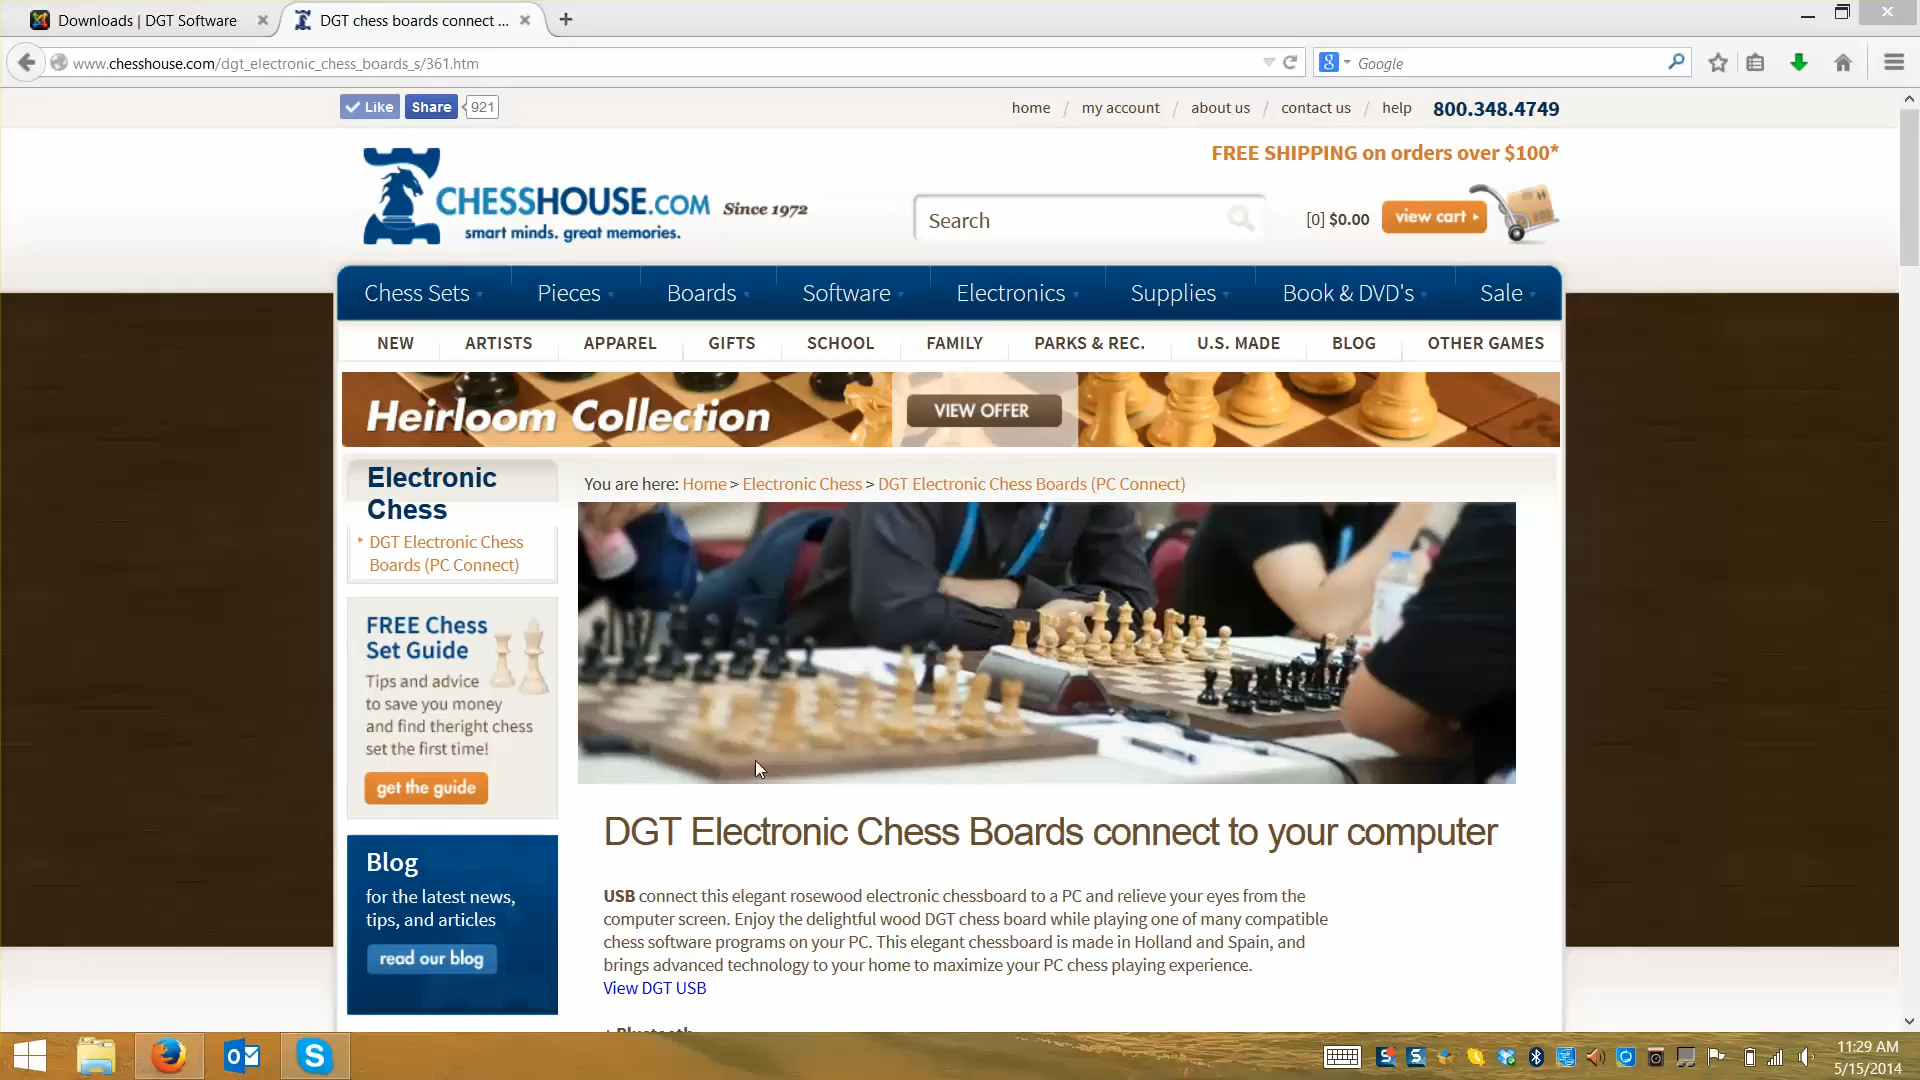 Downloads | DGT Software
DGT chess boards connect ...
www.chesshouse.com/dgt_electronic_chess_boards_s/361.htm
Google
Like Share 921
home / my account / about us / contact us / help 800.348.4749
FREE SHIPPING on orders over $100*
CHESSHOUSE.COM Since 1972
smart minds. great memories.
Search
[0] $0.00 view cart
Chess Sets Pieces Boards Software Electronics Supplies Book & DVD's Sale
NEW ARTISTS APPAREL GIFTS SCHOOL FAMILY PARKS & REC. U.S. MADE BLOG OTHER GAMES
Heirloom Collection VIEW OFFER
Electronic
Chess
DGT Electronic Chess
Boards (PC Connect)
FREE Chess
Set Guide
Tips and advice
to save you money
and find theright chess
set the first time!
get the guide
Blog
for the latest news,
tips, and articles
read our blog
You are here: Home > Electronic Chess > DGT Electronic Chess Boards (PC Connect)
DGT Electronic Chess Boards connect to your computer
USB connect this elegant rosewood electronic chessboard to a PC and relieve your eyes from the
computer screen. Enjoy the delightful wood DGT chess board while playing one of many compatible
chess software programs on your PC. This elegant chessboard is made in Holland and Spain, and
brings advanced technology to your home to maximize your PC chess playing experience.
View DGT USB
+ Bluetooth
11:29 AM
5/15/2014